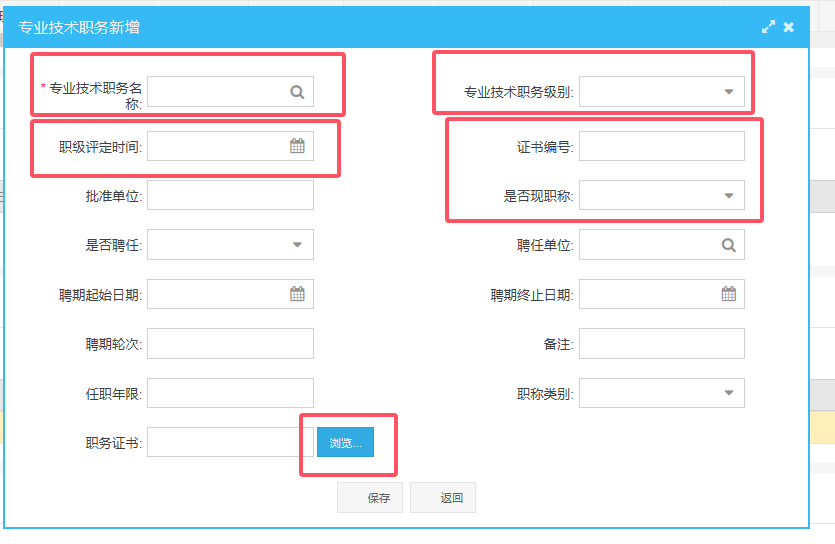 专业技术职务新增
* 专业技术职务名
称:
专业技术职务级别:
职级评定时间:
证书编号:
批准单位:
是否现职称:
是否聘任:
聘任单位:
聘期起始日期:
聘期终止日期:
聘期轮次:
备注:
任职年限:
职称类别:
职务证书:
浏览...
保存
返回